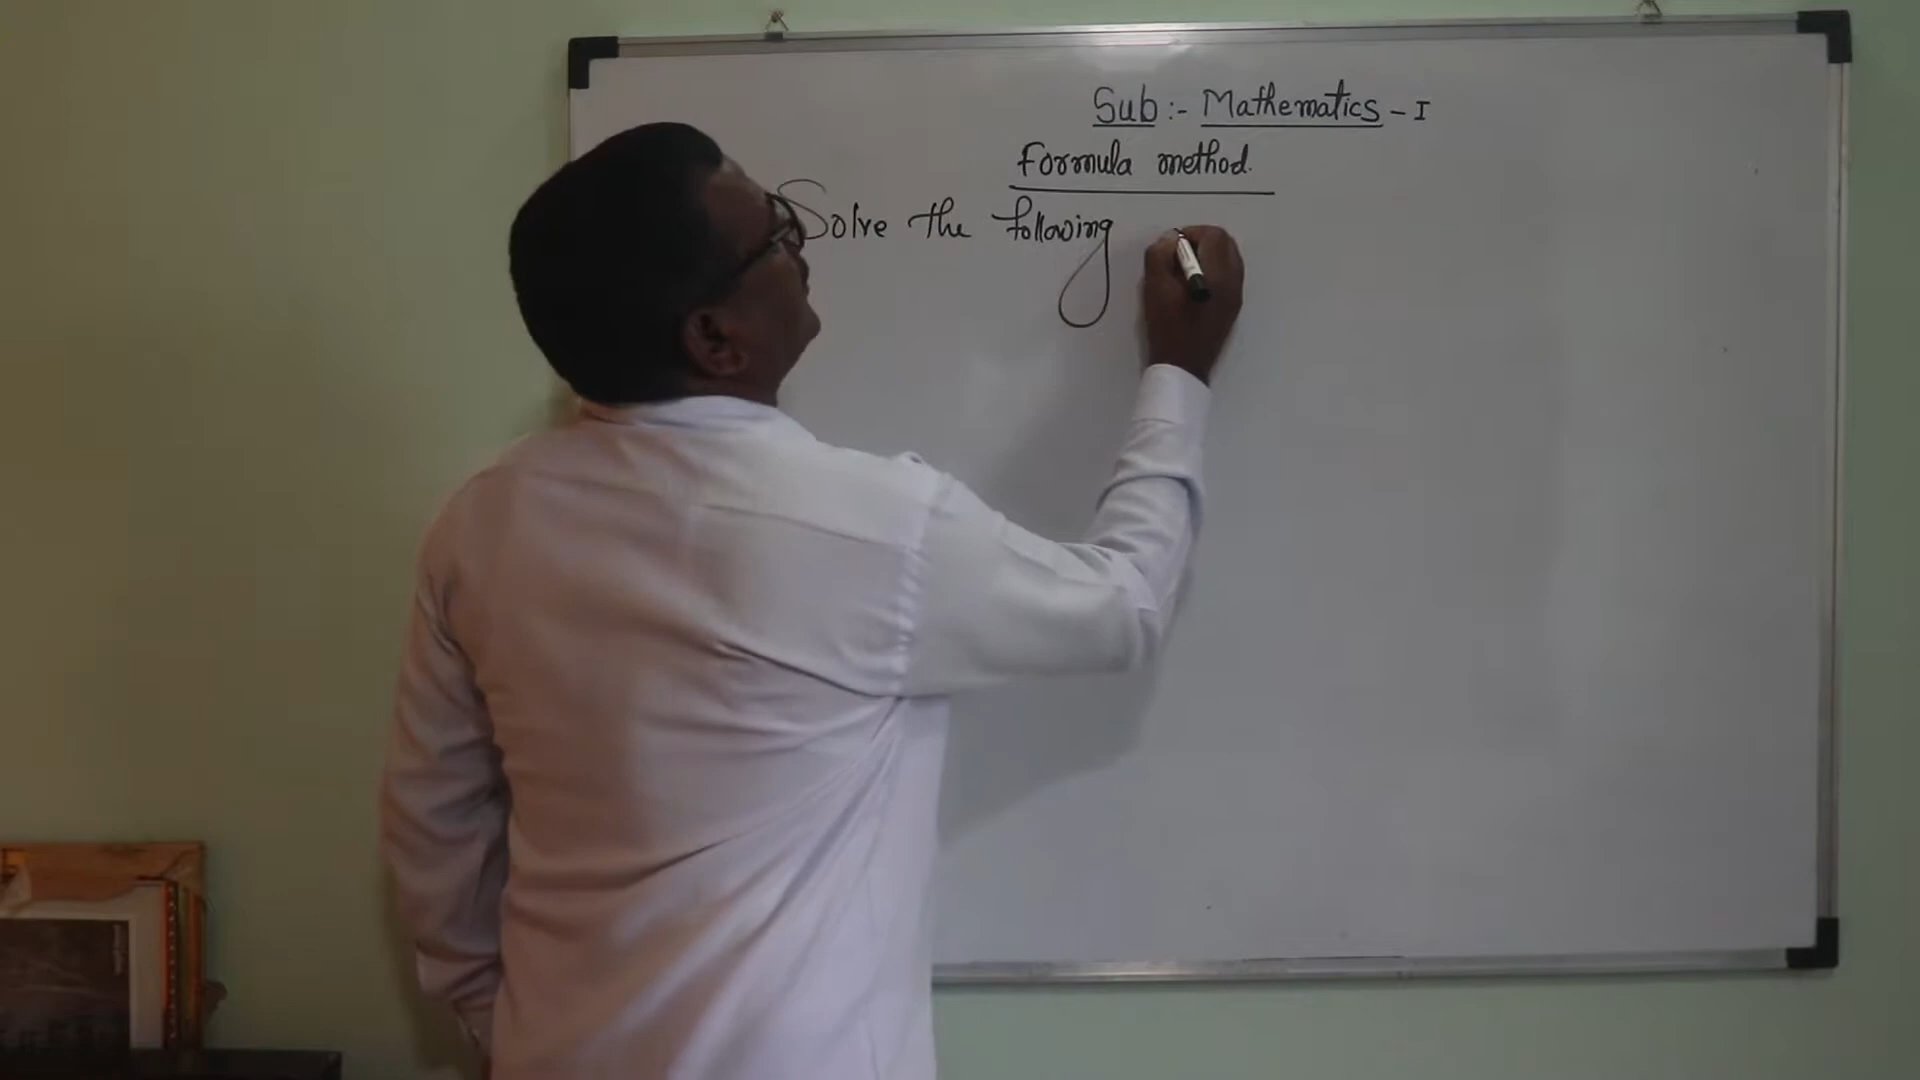 Sub :- Mathematics - I
Formula method.
Solve the following